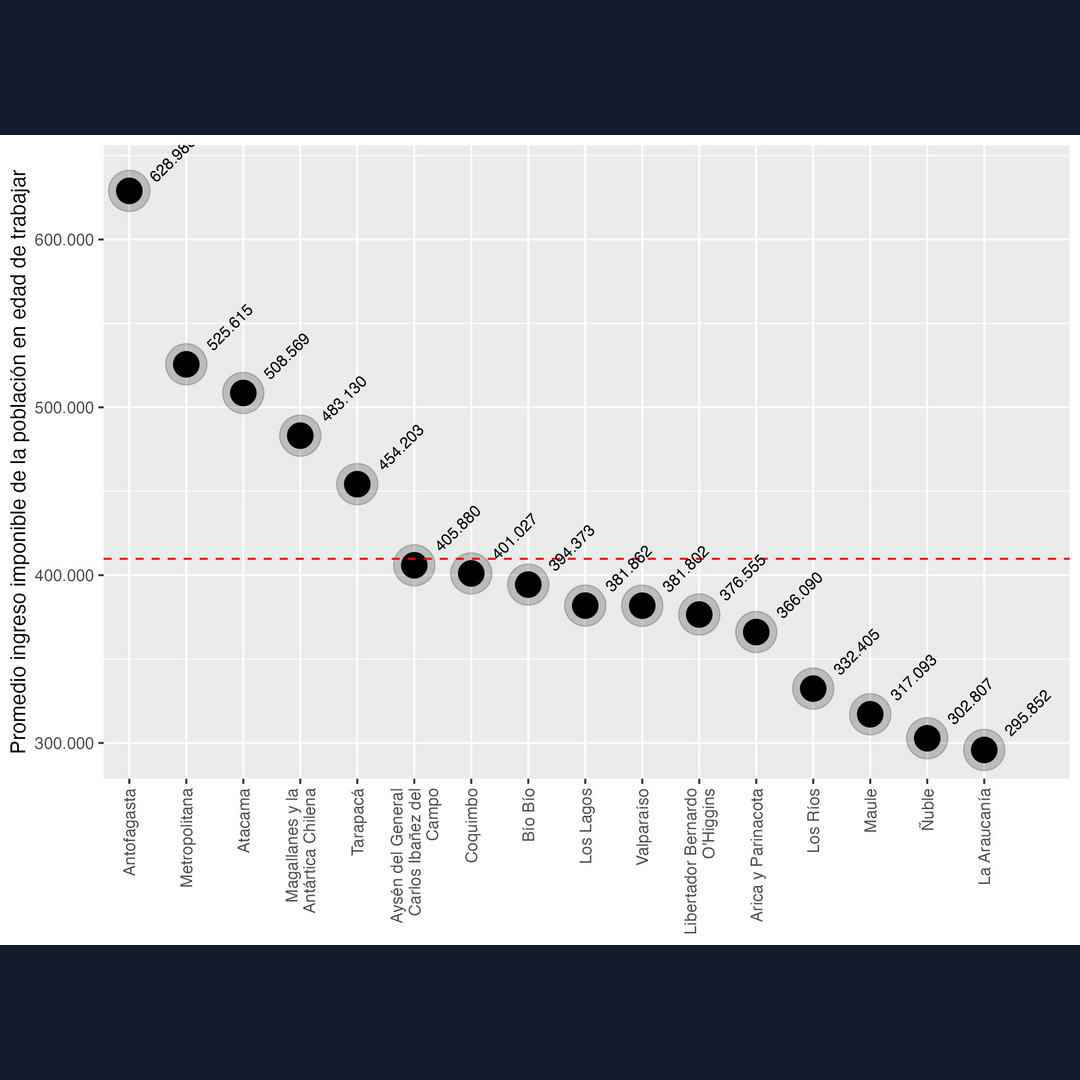 Promedio ingreso imponible de la población en edad de trabajar
600.000
500.000
400.000
300.000
525.615
508.569
483.130
454.203
405.880
401.027
394.373
381.862
381.802
376.555
366.090
332.405
317.093
302.807
295.852
Antofagasta
Metropolitana
Atacama
Magallanes y la
Antártica Chilena
Tarapacá
Aysén del General
Carlos Ibañez del
Campo
Coquimbo
Bío Bío
Los Lagos
Valparaíso
Libertador Bernardo
O'Higgins
Arica y Parinacota
Los Ríos
Maule
Ñuble
La Araucanía